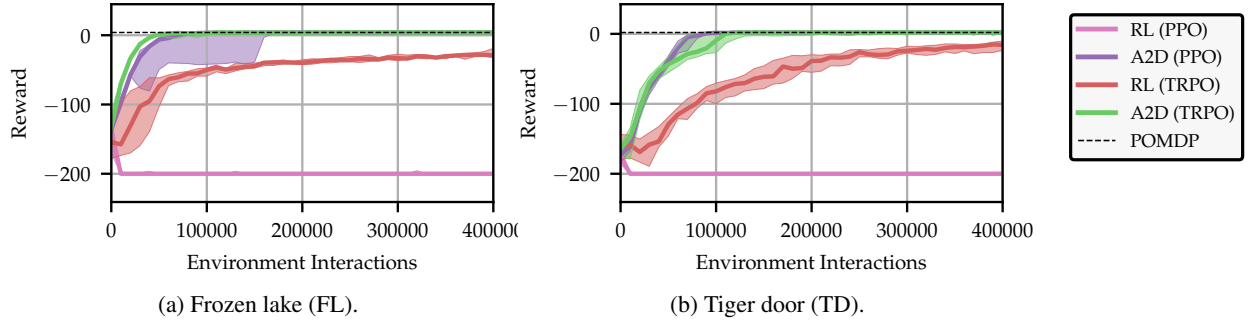 0
−100
−200
Reward
0
100000
200000
300000
40000
Environment Interactions
(a) Frozen lake (FL).
0
−100
−200
Reward
0
100000
200000
300000
400000
Environment Interactions
(b) Tiger door (TD).
RL (PPO)
A2D (PPO)
RL (TRPO)
A2D (TRPO)
POMDP